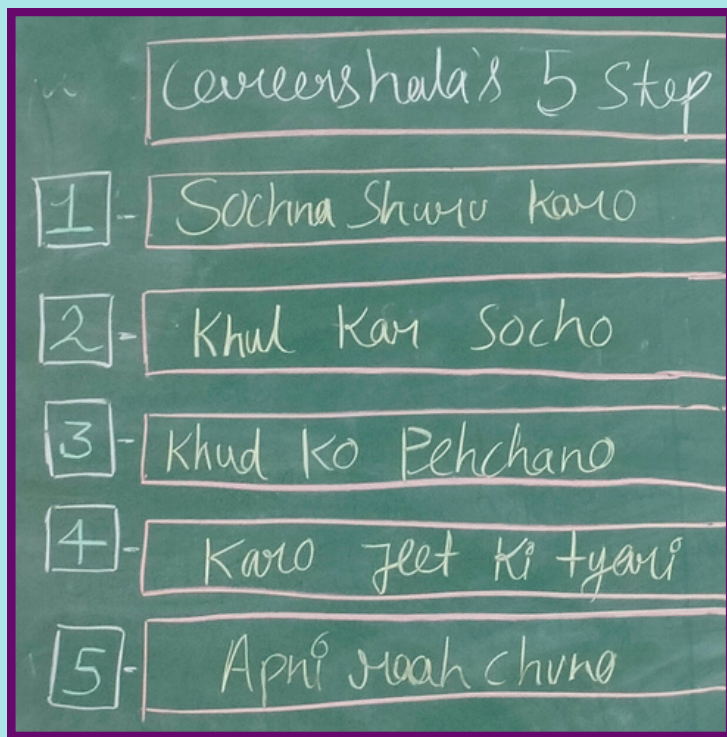 Careershala's 5 Step
1 - Sochna Shuru Karo
2 - Khul Kar Socho
3 - Khud Ko Pehchano
4 - Karo Jeet Ki tyari
5 - Apni raah chuno